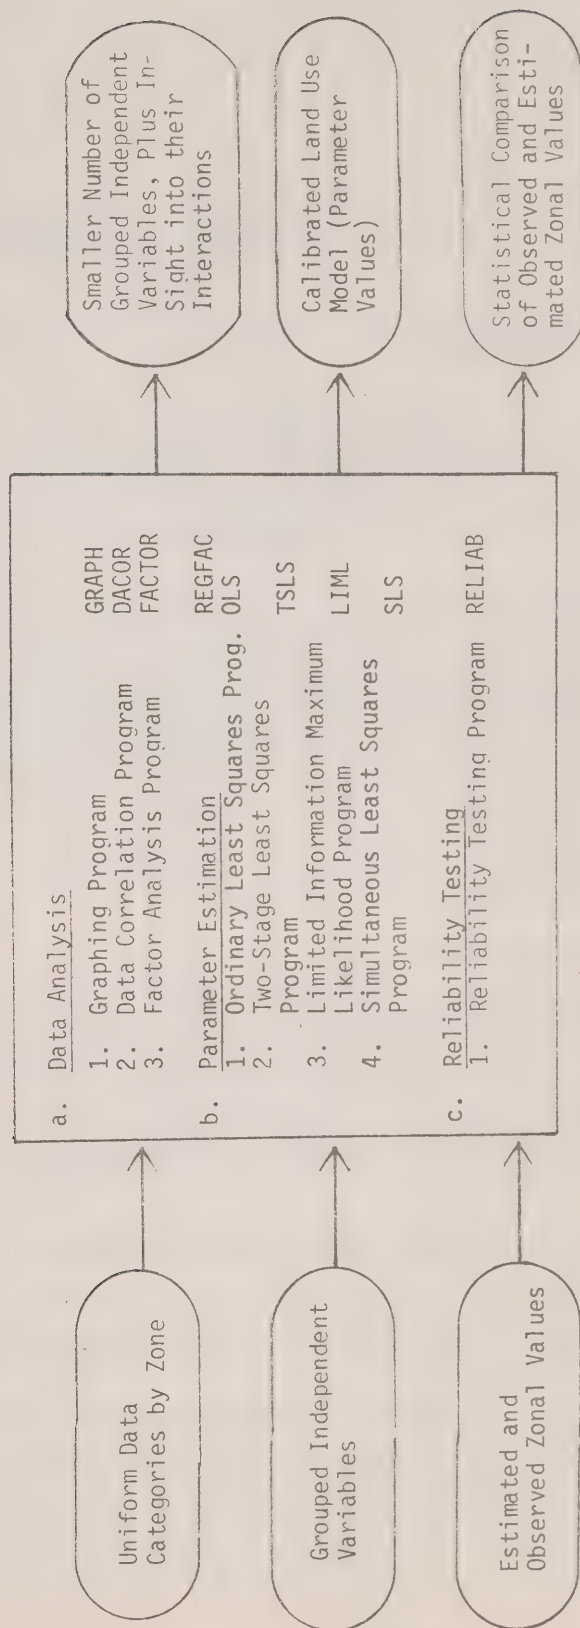 Uniform Data
Categories by Zone
Grouped Independent
Variables
Estimated and
Observed Zonal Values
a. Data Analysis
1. Graphing Program GRAPH
2. Data Correlation Program DACOR
3. Factor Analysis Program FACTOR
b. Parameter Estimation REGFAC
1. Ordinary Least Squares Prog. OLS
2. Two-Stage Least Squares
Program TSLS
3. Limited Information Maximum
Likelihood Program LIML
4. Simultaneous Least Squares
Program SLS
c. Reliability Testing
1. Reliability Testing Program RELIAB
Smaller Number of
Grouped Independent
Variables, Plus In-
Sight into their
Interactions
Calibrated Land Use
Model (Parameter
Values)
Statistical Comparison
of Observed and Esti-
mated Zonal Values